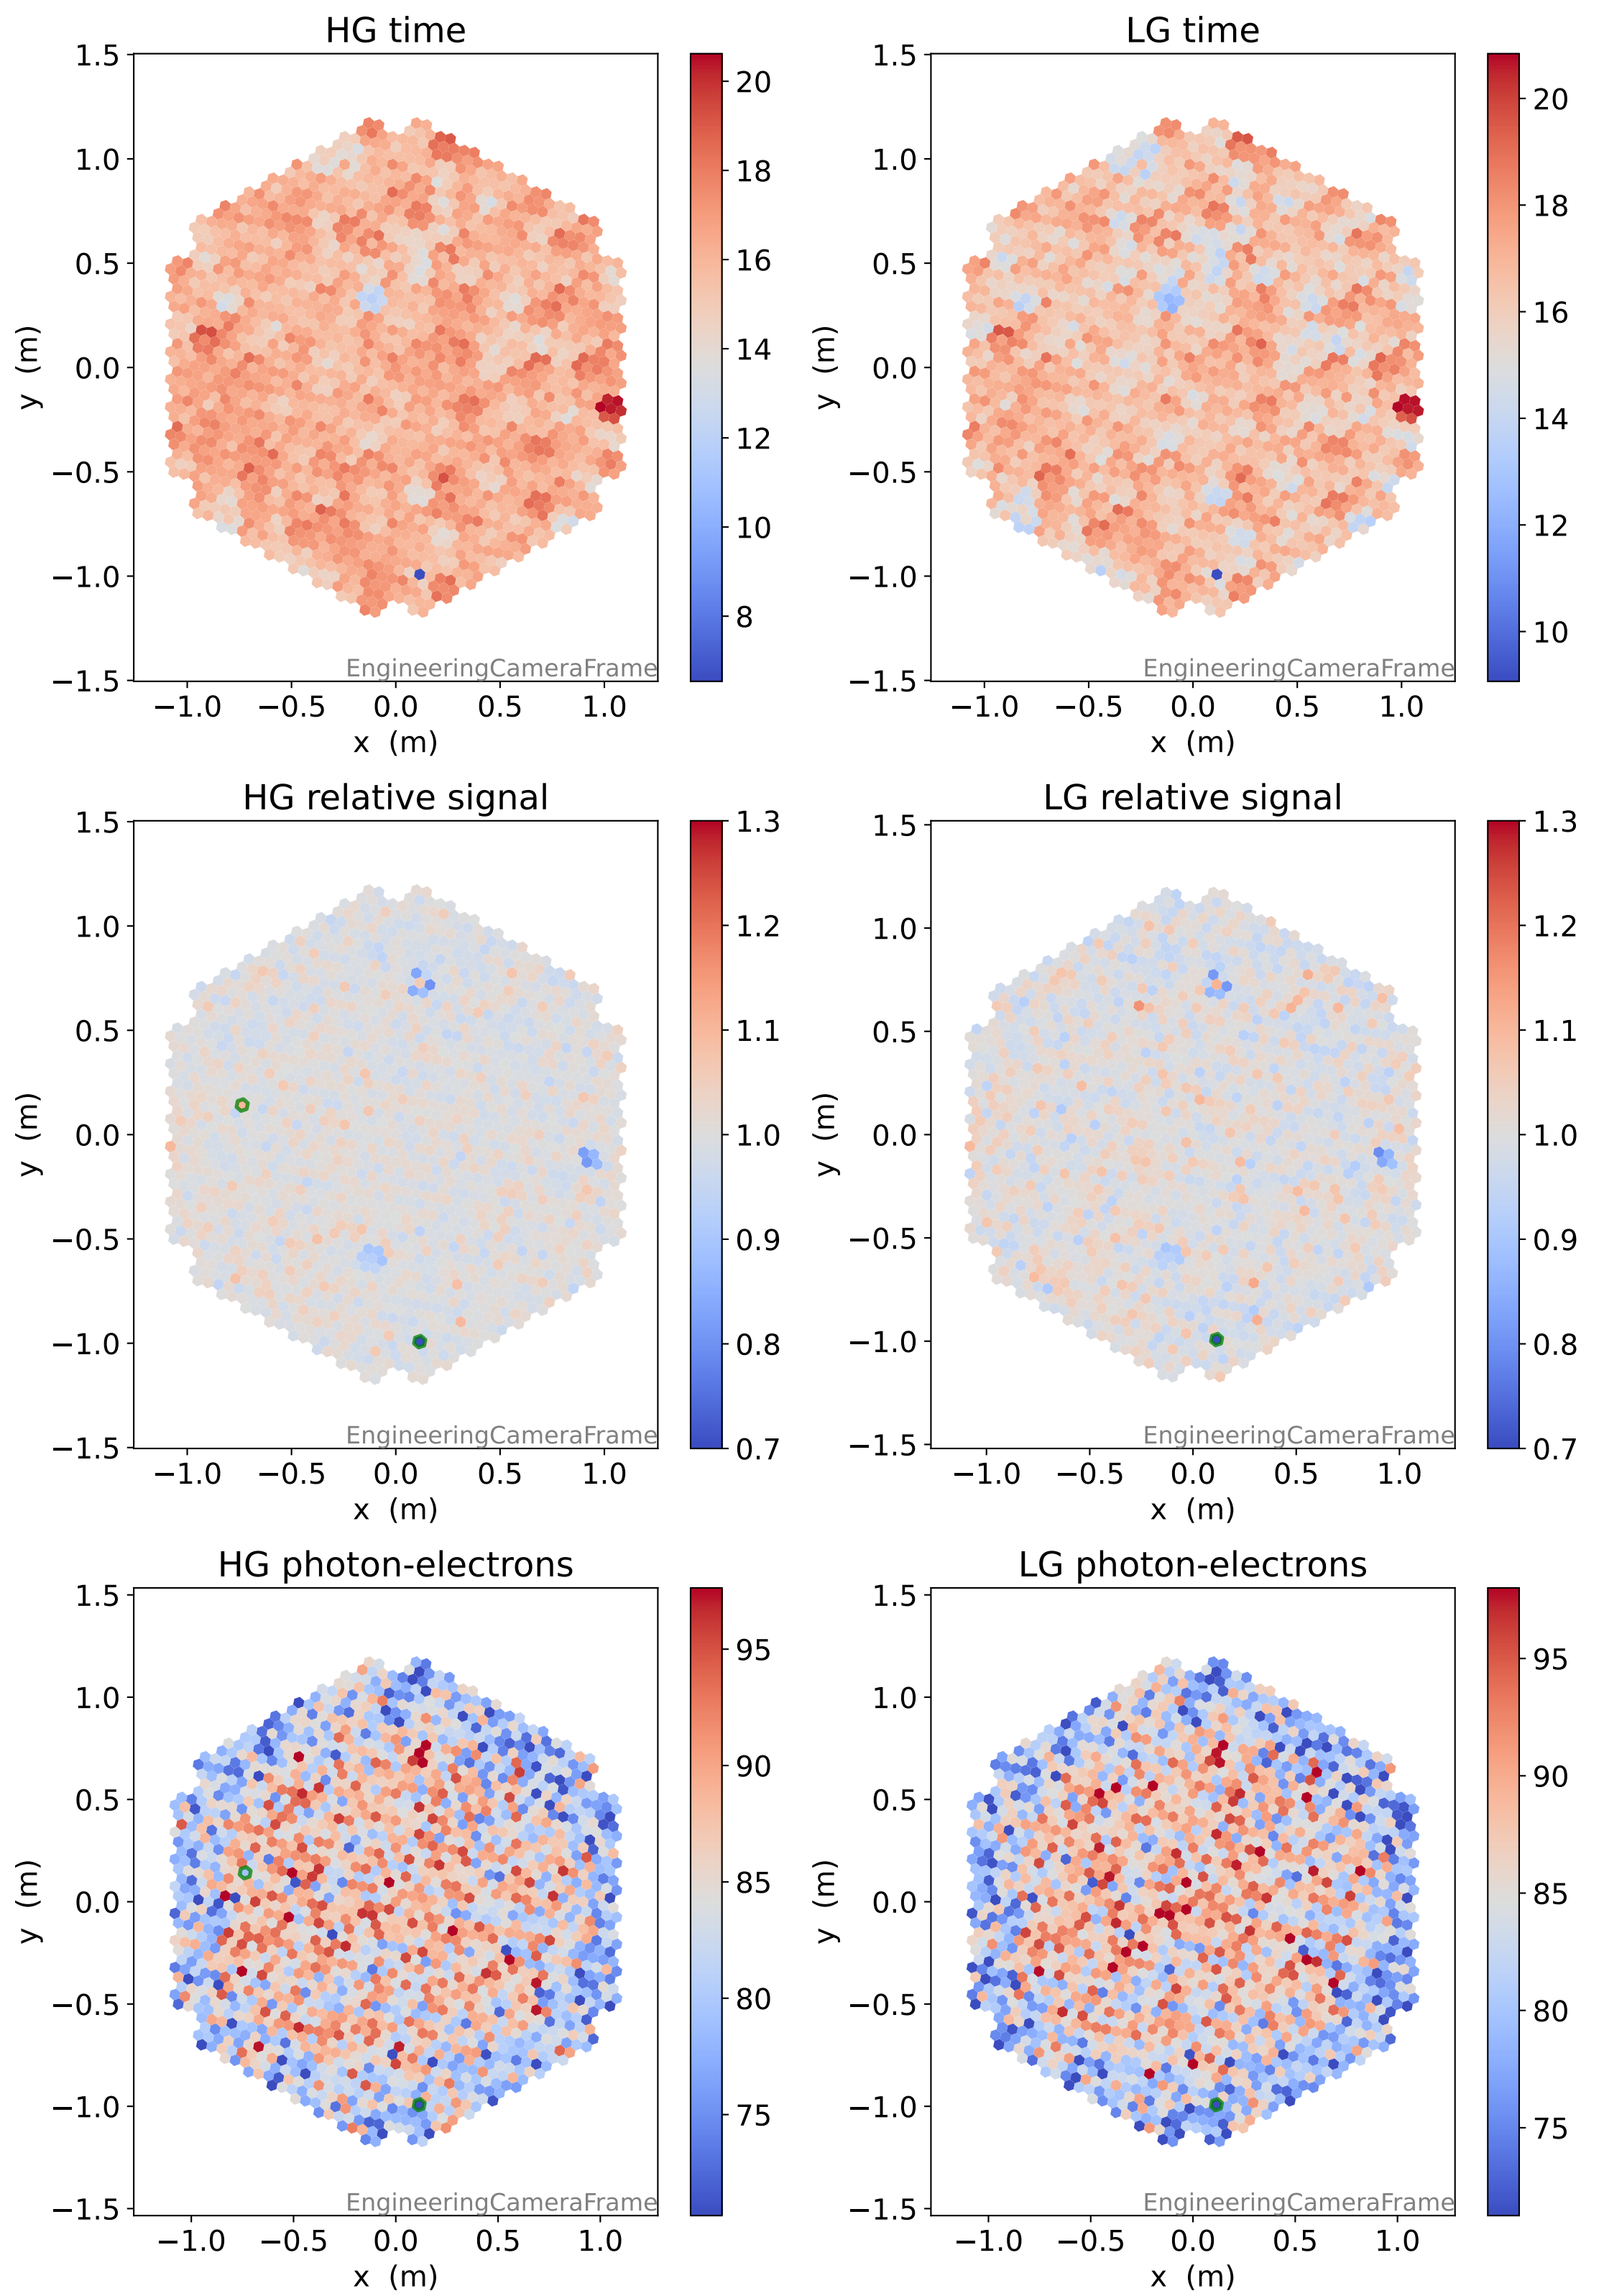 HG time
1.5
1.0
0.5
0.0
−0.5
−1.0
−1.5
y (m)
−1.0 −0.5 0.0 0.5 1.0
x (m)
EngineeringCameraFrame
20
18
16
14
12
10
8
LG time
1.5
1.0
0.5
0.0
−0.5
−1.0
−1.5
y (m)
−1.0 −0.5 0.0 0.5 1.0
x (m)
EngineeringCameraFrame
20
18
16
14
12
10
HG relative signal
1.5
1.0
0.5
0.0
−0.5
−1.0
−1.5
y (m)
−1.0 −0.5 0.0 0.5 1.0
x (m)
EngineeringCameraFrame
1.3
1.2
1.1
1.0
0.9
0.8
0.7
LG relative signal
1.5
1.0
0.5
0.0
−0.5
−1.0
−1.5
y (m)
−1.0 −0.5 0.0 0.5 1.0
x (m)
EngineeringCameraFrame
1.3
1.2
1.1
1.0
0.9
0.8
0.7
HG photon-electrons
1.5
1.0
0.5
0.0
−0.5
−1.0
−1.5
y (m)
−1.0 −0.5 0.0 0.5 1.0
x (m)
EngineeringCameraFrame
95
90
85
80
75
LG photon-electrons
1.5
1.0
0.5
0.0
−0.5
−1.0
−1.5
y (m)
−1.0 −0.5 0.0 0.5 1.0
x (m)
EngineeringCameraFrame
95
90
85
80
75